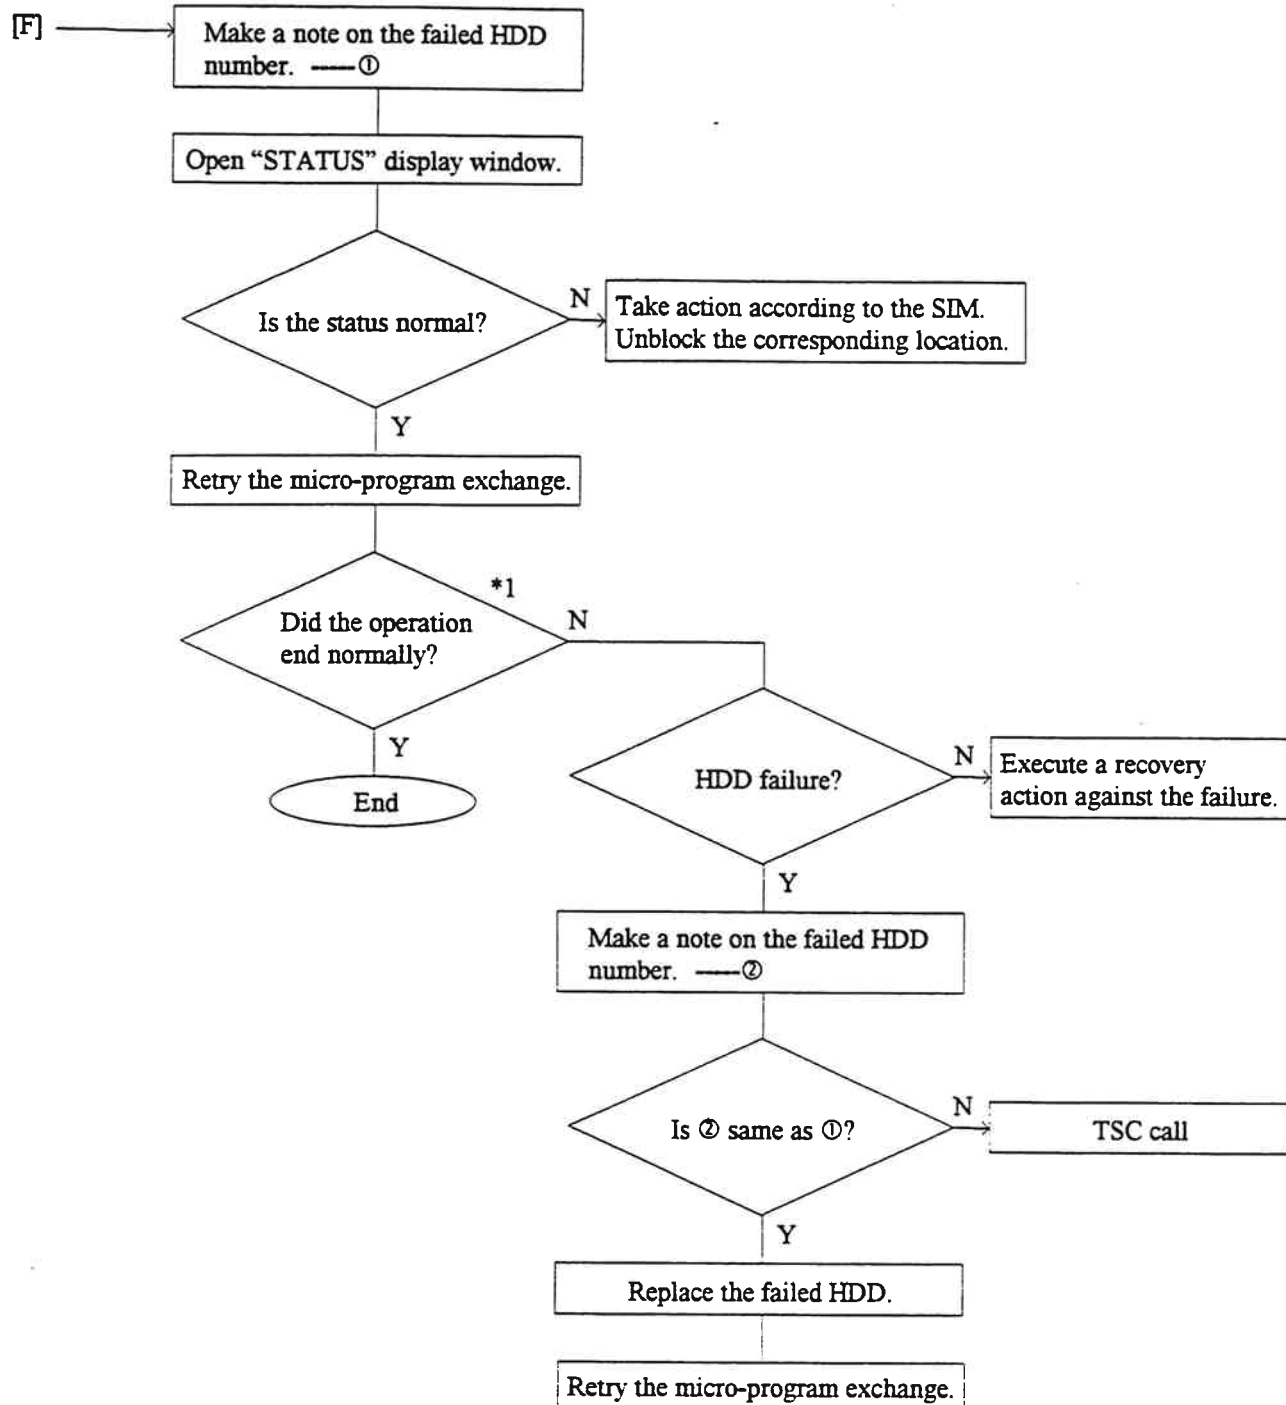 [F]
Make a note on the failed HDD
number. ——①
Open “STATUS” display window.
Is the status normal?
N
Take action according to the SIM.
Unblock the corresponding location.
Y
Retry the micro-program exchange.
*1
Did the operation
end normally?
N
Y
End
HDD failure?
N
Execute a recovery
action against the failure.
Y
Make a note on the failed HDD
number. ——②
Is ② same as ①?
N
TSC call
Y
Replace the failed HDD.
Retry the micro-program exchange.